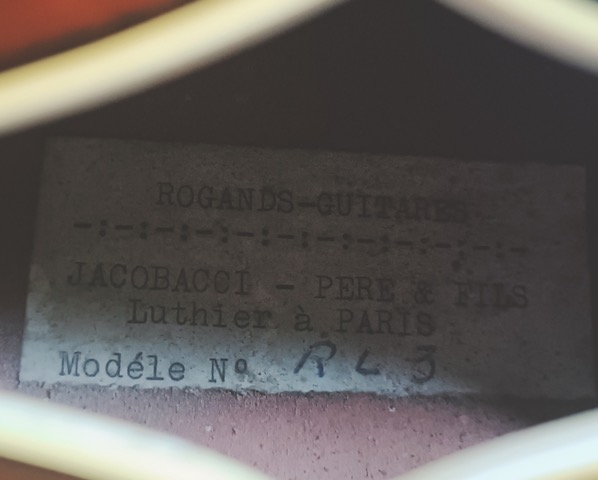 ROGANDS-GUITARES
-:-:-:-:-:-:-:-:-:-:-:-
JACOBACCI - PERE & FILS
Luthier à PARIS
Modéle Nº RL3